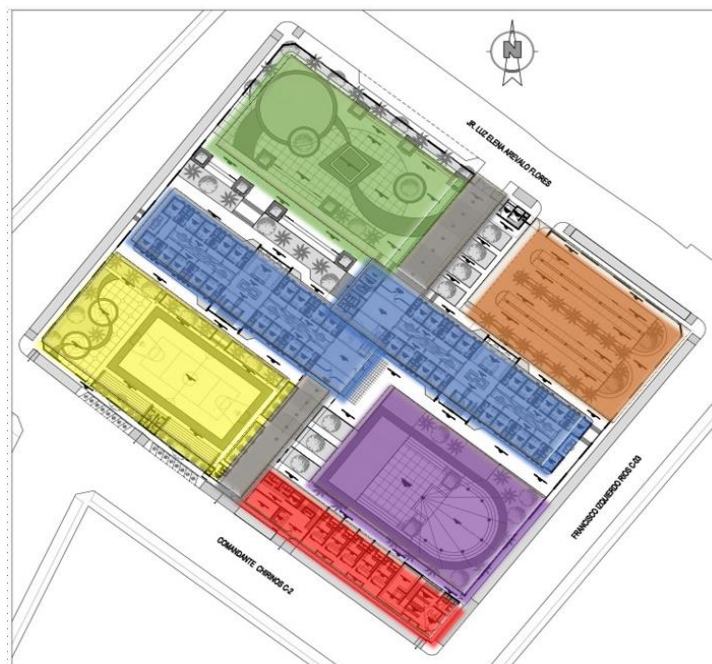 N
JR. LUZ ELENA AREVALO FLORES
FRANCISCO IZQUIERDO RIOS C-03
COMANDANTE CHIRINOS C-2